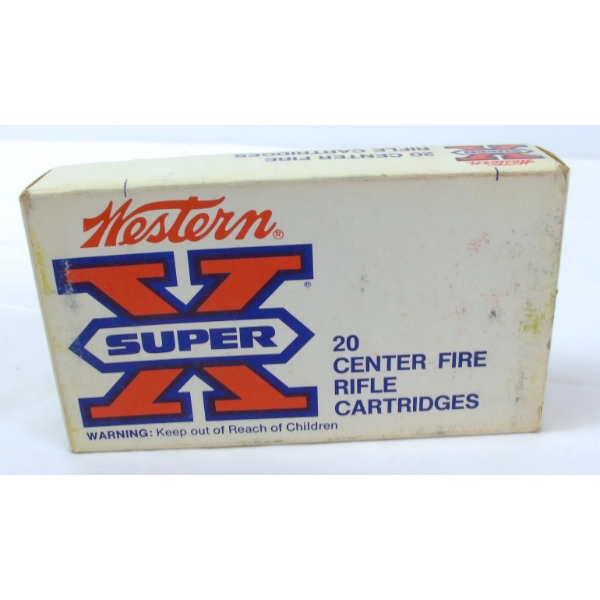 20 CENTER FIRE
RIFLE CARTRIDGES
X
Western
Western®
X®
SUPER
20
CENTER FIRE
RIFLE
CARTRIDGES
WARNING: Keep out of Reach of Children